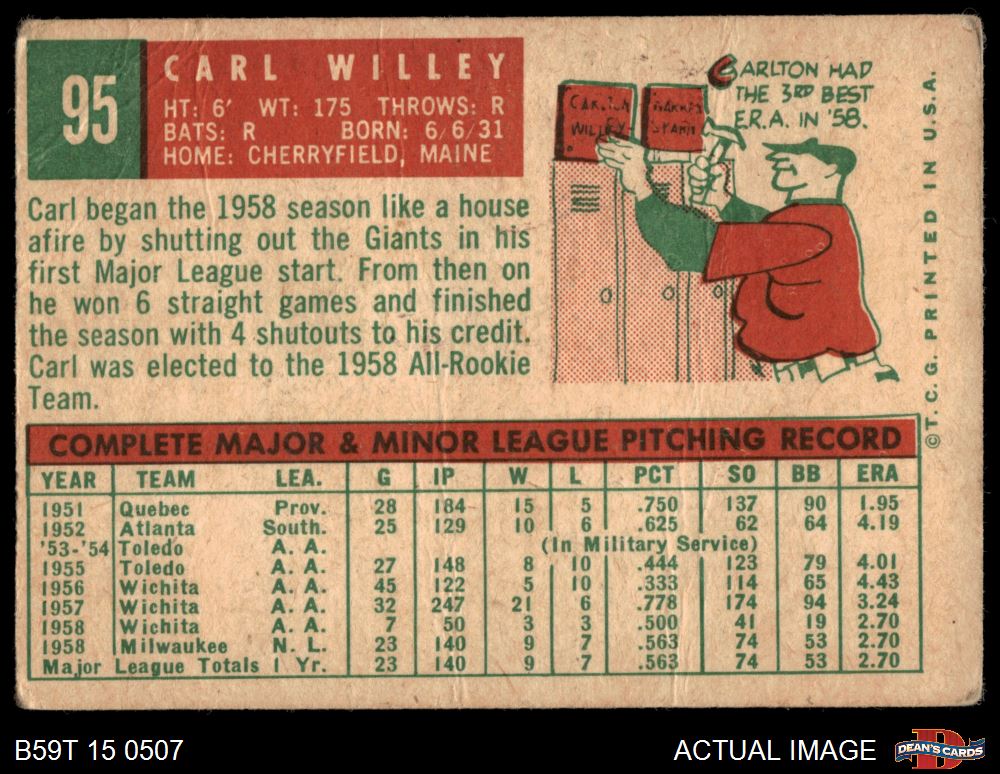 95
CARL WILLEY
HT: 6' WT: 175 THROWS: R
BATS: R BORN: 6/6/31
HOME: CHERRYFIELD, MAINE
Carl began the 1958 season like a house
afire by shutting out the Giants in his
first Major League start. From then on
he won 6 straight games and finished
the season with 4 shutouts to his credit.
Carl was elected to the 1958 All-Rookie
Team.
CARLTON HAD
THE 3RD BEST
E.R.A. IN '58.
CARLTON
WILLEY
WARREN
SPAHN
©T. C. G. PRINTED IN U.S.A.
COMPLETE MAJOR & MINOR LEAGUE PITCHING RECORD
YEAR TEAM LEA. G IP W L PCT SO BB ERA
1951 Quebec Prov. 28 184 15 5 .750 137 90 1.95
1952 Atlanta South. 25 129 10 6 .625 62 64 4.19
'53-'54 Toledo A. A. (In Military Service)
1955 Toledo A. A. 27 148 8 10 .444 123 79 4.01
1956 Wichita A. A. 45 122 5 10 .333 114 65 4.43
1957 Wichita A. A. 32 247 21 6 .778 174 94 3.24
1958 Wichita A. A. 7 50 3 3 .500 41 19 2.70
1958 Milwaukee N. L. 23 140 9 7 .563 74 53 2.70
Major League Totals 1 Yr. 23 140 9 7 .563 74 53 2.70
B59T 15 0507
ACTUAL IMAGE
DEAN'S CARDS